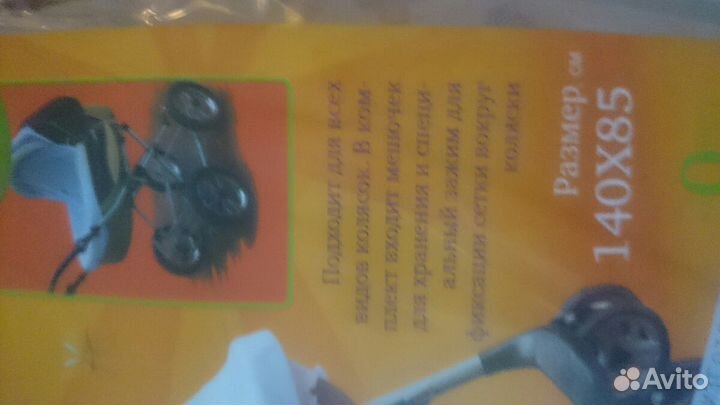 Подходит для всех
видов колясок. В ком-
плект входит мешочек
для хранения и специ-
альный зажим для
фиксации сетки вокруг
коляски
Размер см
140X85
Avito